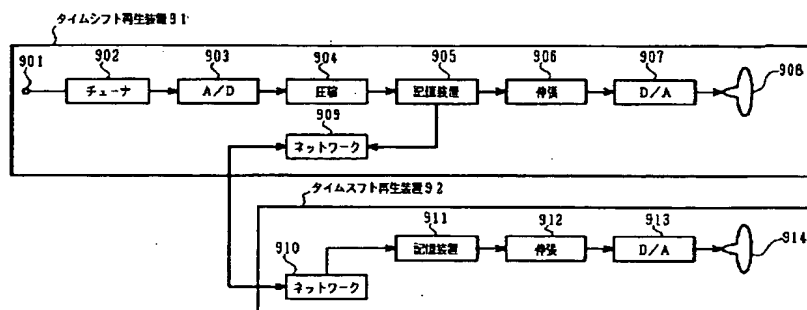 タイムシフト再生装置91
901
902
903
904
905
906
907
908
チューナ
A/D
圧縮
記憶装置
伸張
D/A
909
ネットワーク
タイムスフト再生装置92
911
912
913
914
記憶装置
伸張
D/A
910
ネットワーク